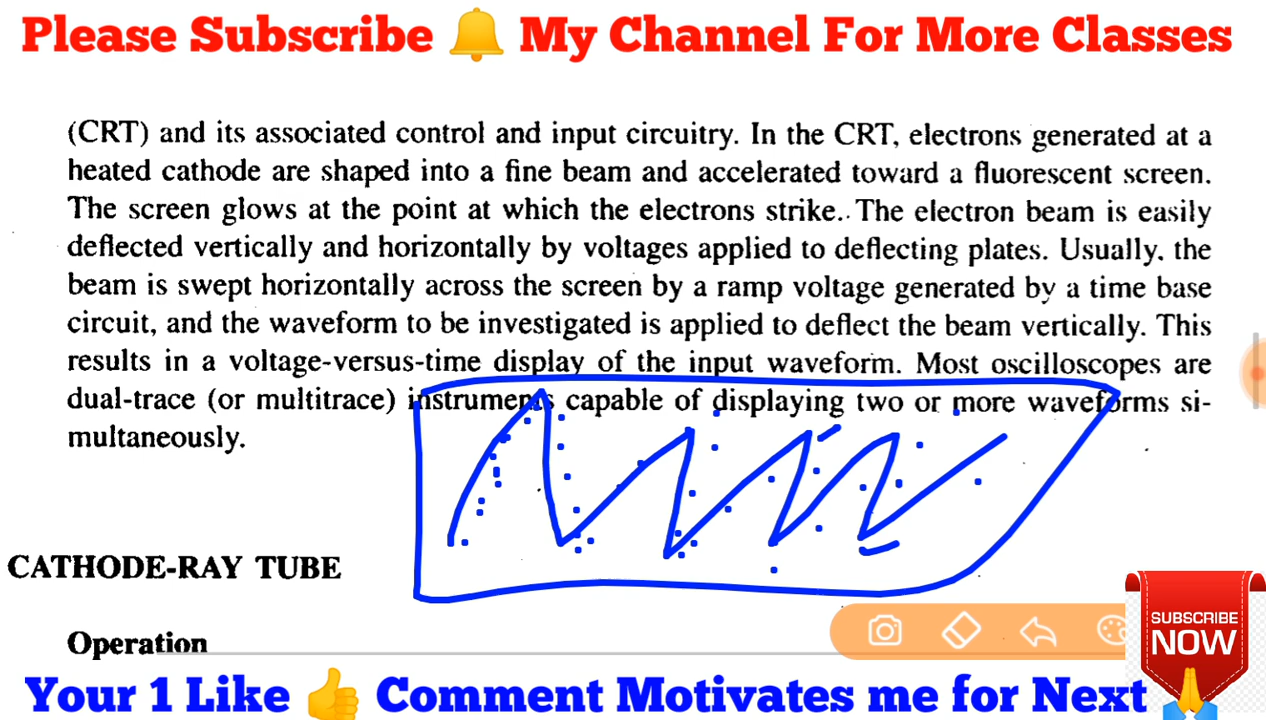 Please Subscribe 🔔 My Channel For More Classes
(CRT) and its associated control and input circuitry. In the CRT, electrons generated at a
heated cathode are shaped into a fine beam and accelerated toward a fluorescent screen.
The screen glows at the point at which the electrons strike. The electron beam is easily
deflected vertically and horizontally by voltages applied to deflecting plates. Usually, the
beam is swept horizontally across the screen by a ramp voltage generated by a time base
circuit, and the waveform to be investigated is applied to deflect the beam vertically. This
results in a voltage-versus-time display of the input waveform. Most oscilloscopes are
dual-trace (or multitrace) instruments capable of displaying two or more waveforms si-
multaneously.
CATHODE-RAY TUBE
Operation
SUBSCRIBE
NOW
Your 1 Like 👍 Comment Motivates me for Next